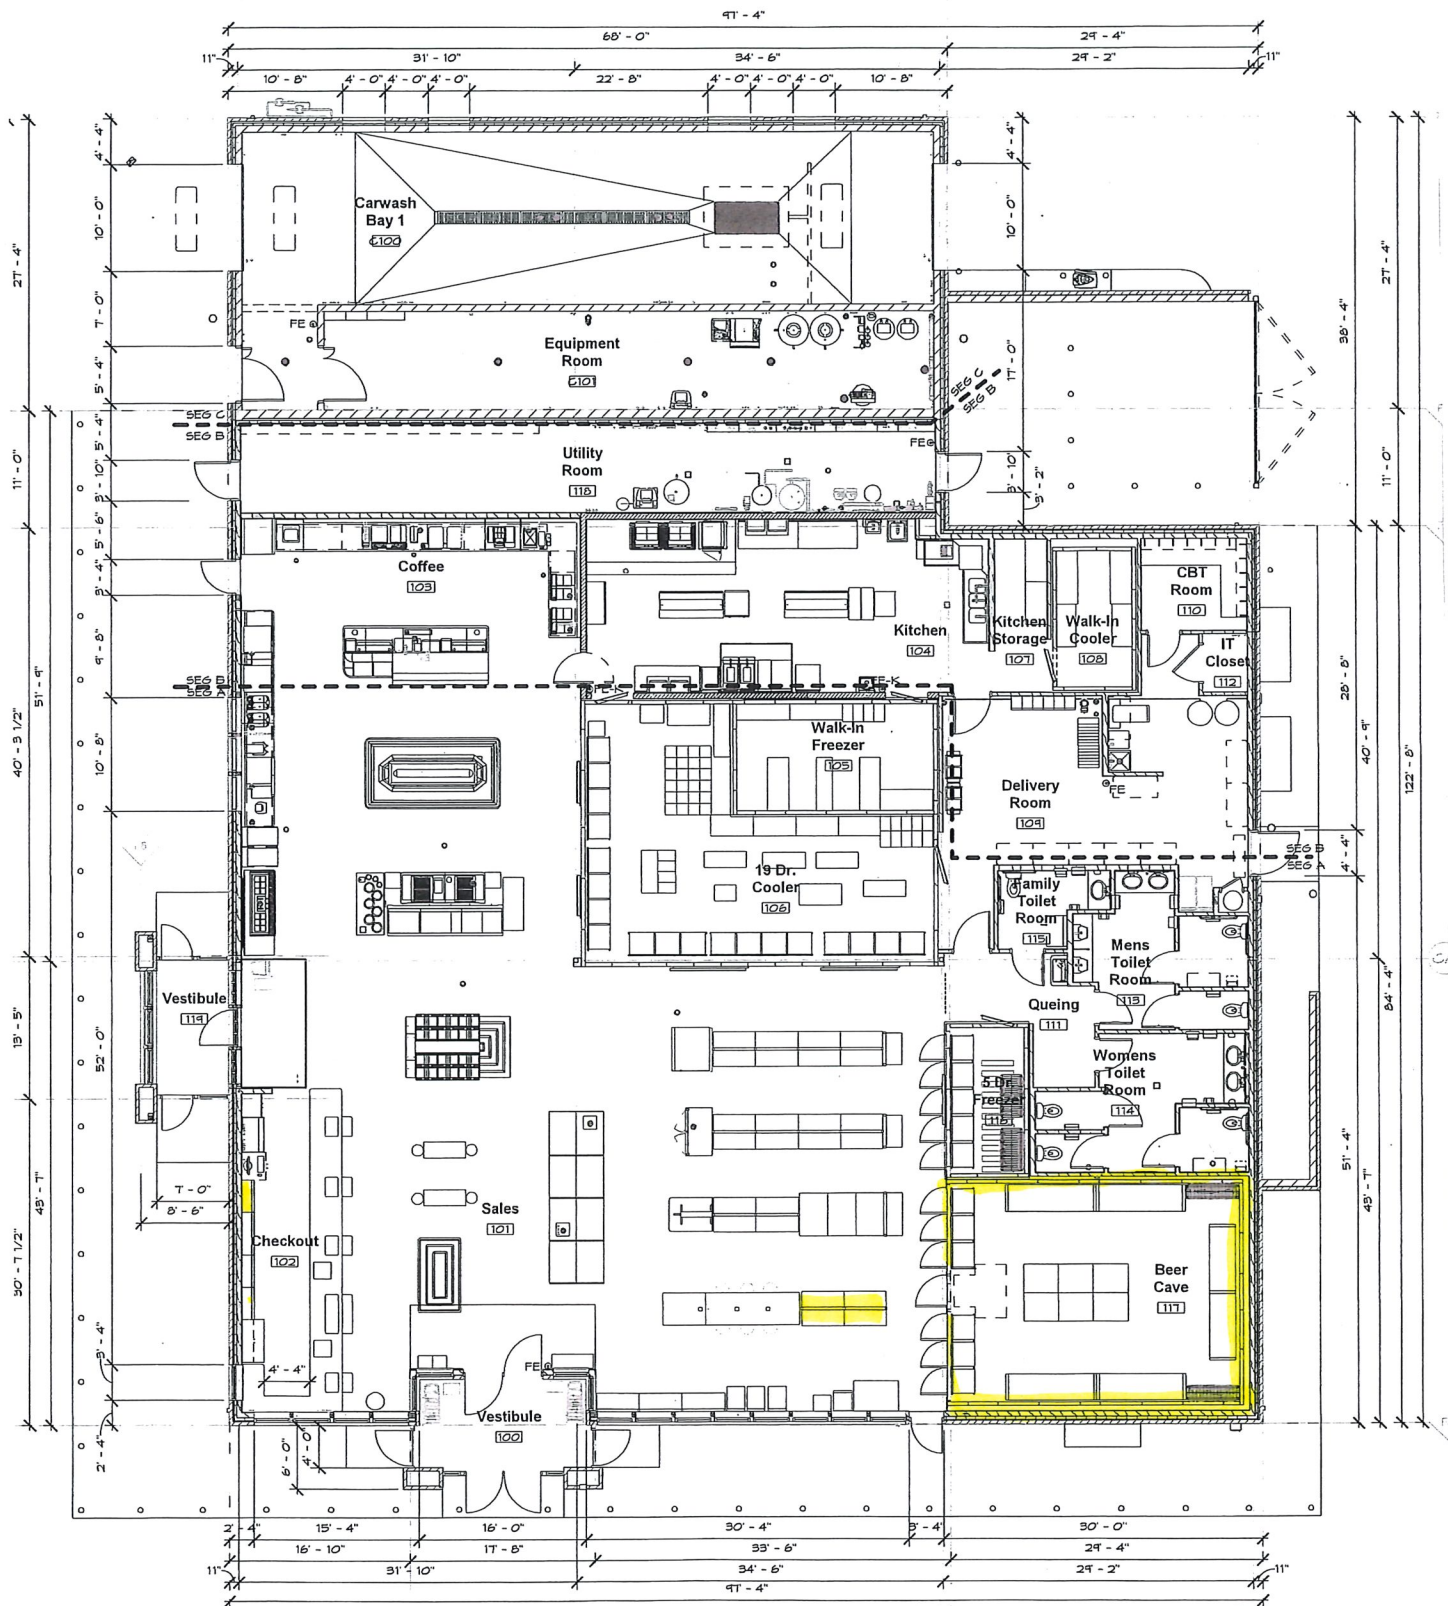 97' - 4"
68' - 0"
29' - 4"
11"
31' - 10"
34' - 6"
29' - 2"
11"
10' - 8"
4' - 0"
4' - 0"
4' - 0"
22' - 8"
4' - 0"
4' - 0"
4' - 0"
10' - 8"
4' - 4"
10' - 0"
7' - 0"
5' - 4"
27' - 4"
4' - 4"
10' - 0"
17' - 0"
38' - 4"
27' - 4"
Carwash
Bay 1
C100
FE
Equipment
Room
C101
SEG C
SEG B
SEG C
SEG B
FE
5' - 4"
3' - 10"
5' - 6"
11' - 0"
Utility
Room
118
3' - 10"
3' - 2"
11' - 0"
Coffee
103
3' - 4"
9' - 8"
Kitchen
104
Kitchen
Storage
107
Walk-In
Cooler
108
CBT
Room
110
IT
Closet
112
SEG B
SEG A
FE-K
FE-K
51' - 9"
40' - 3 1/2"
10' - 8"
28' - 8"
40' - 9"
122' - 8"
Walk-In
Freezer
105
Delivery
Room
109
FE
19 Dr.
Cooler
106
SEG B
SEG A
4' - 4"
Family
Toilet
Room
115
Mens
Toilet
Room
113
Vestibule
119
13' - 5"
52' - 0"
84' - 4"
Queing
111
Womens
Toilet
Room
114
5 Dr.
Freezer
116
51' - 4"
43' - 7"
7' - 0"
8' - 6"
43' - 7"
30' - 7 1/2"
Checkout
102
Sales
101
Beer
Cave
117
3' - 4"
2' - 4"
4' - 4"
FE
Vestibule
100
6' - 0"
4' - 0"
2' - 4"
15' - 4"
16' - 0"
30' - 4"
3' - 4"
30' - 0"
16' - 10"
17' - 8"
33' - 6"
29' - 4"
11"
31' - 10"
34' - 6"
29' - 2"
11"
97' - 4"